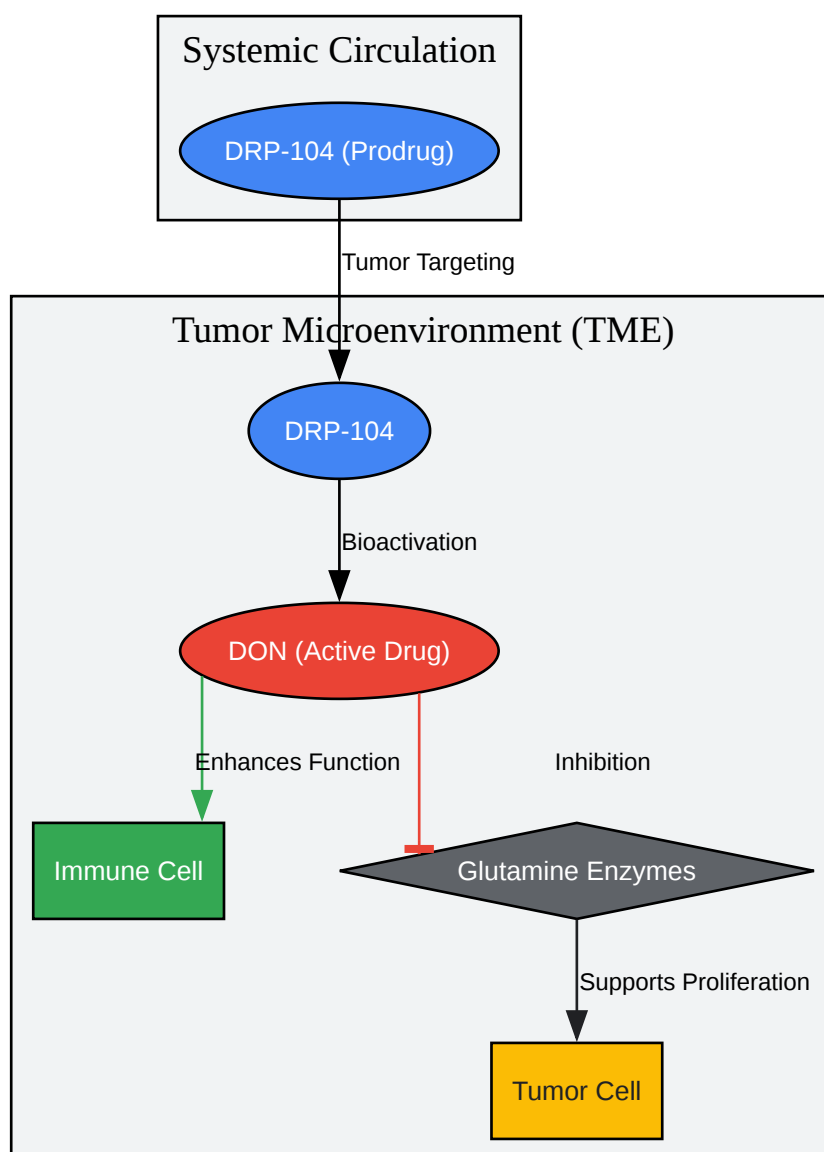 Systemic Circulation
DRP-104 (Prodrug)
Tumor Targeting
Tumor Microenvironment (TME)
DRP-104
Bioactivation
DON (Active Drug)
Enhances Function
Inhibition
Immune Cell
Glutamine Enzymes
Supports Proliferation
Tumor Cell